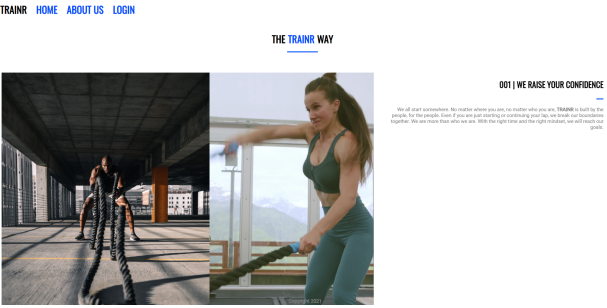 TRAINR HOME ABOUT US LOGIN
THE TRAINR WAY
001 | WE RAISE YOUR CONFIDENCE
We all start somewhere. No matter where you are, no matter who you are, TRAINR is built by the
people, for the people. Even if you are just starting or continuing your lap, we break our boundaries
together. We are more than who we are. With the right time and the right mindset, we will reach our
goals.
Copyright 2021